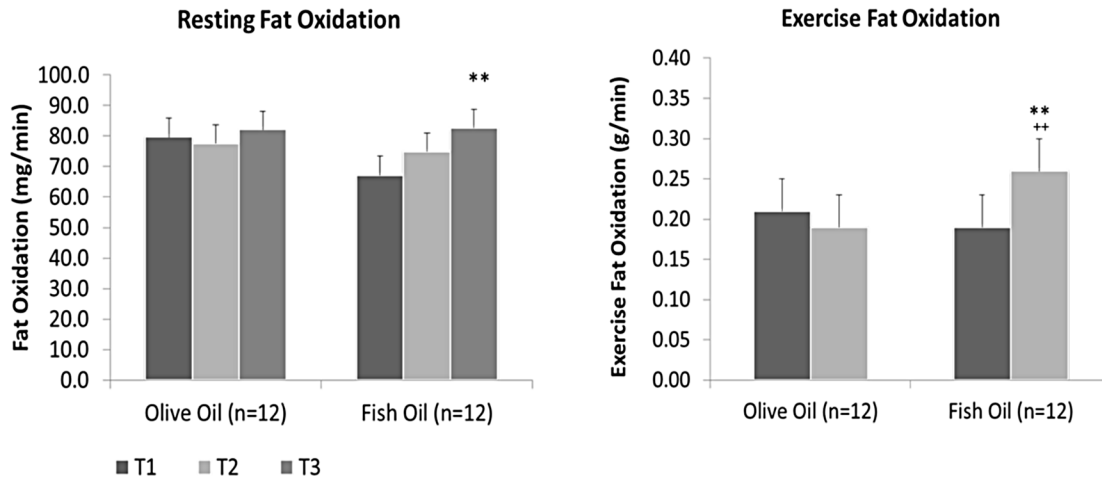 Resting Fat Oxidation
Fat Oxidation (mg/min)
100.0
90.0
80.0
70.0
60.0
50.0
40.0
30.0
20.0
10.0
0.0
**
Olive Oil (n=12)
Fish Oil (n=12)
T1
T2
T3
Exercise Fat Oxidation
Exercise Fat Oxidation (g/min)
0.40
0.35
0.30
0.25
0.20
0.15
0.10
0.05
0.00
**
++
Olive Oil (n=12)
Fish Oil (n=12)